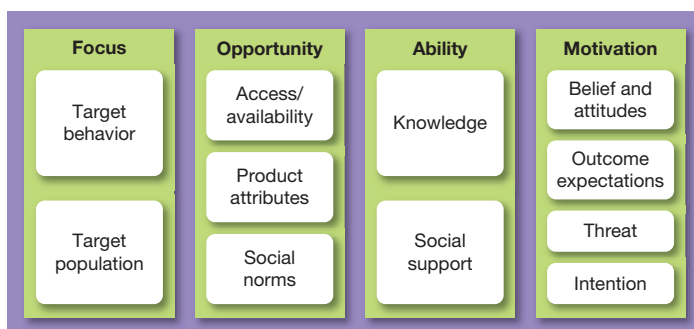 Focus
Target
behavior
Target
population
Opportunity
Access/
availability
Product
attributes
Social
norms
Ability
Knowledge
Social
support
Motivation
Belief and
attitudes
Outcome
expectations
Threat
Intention